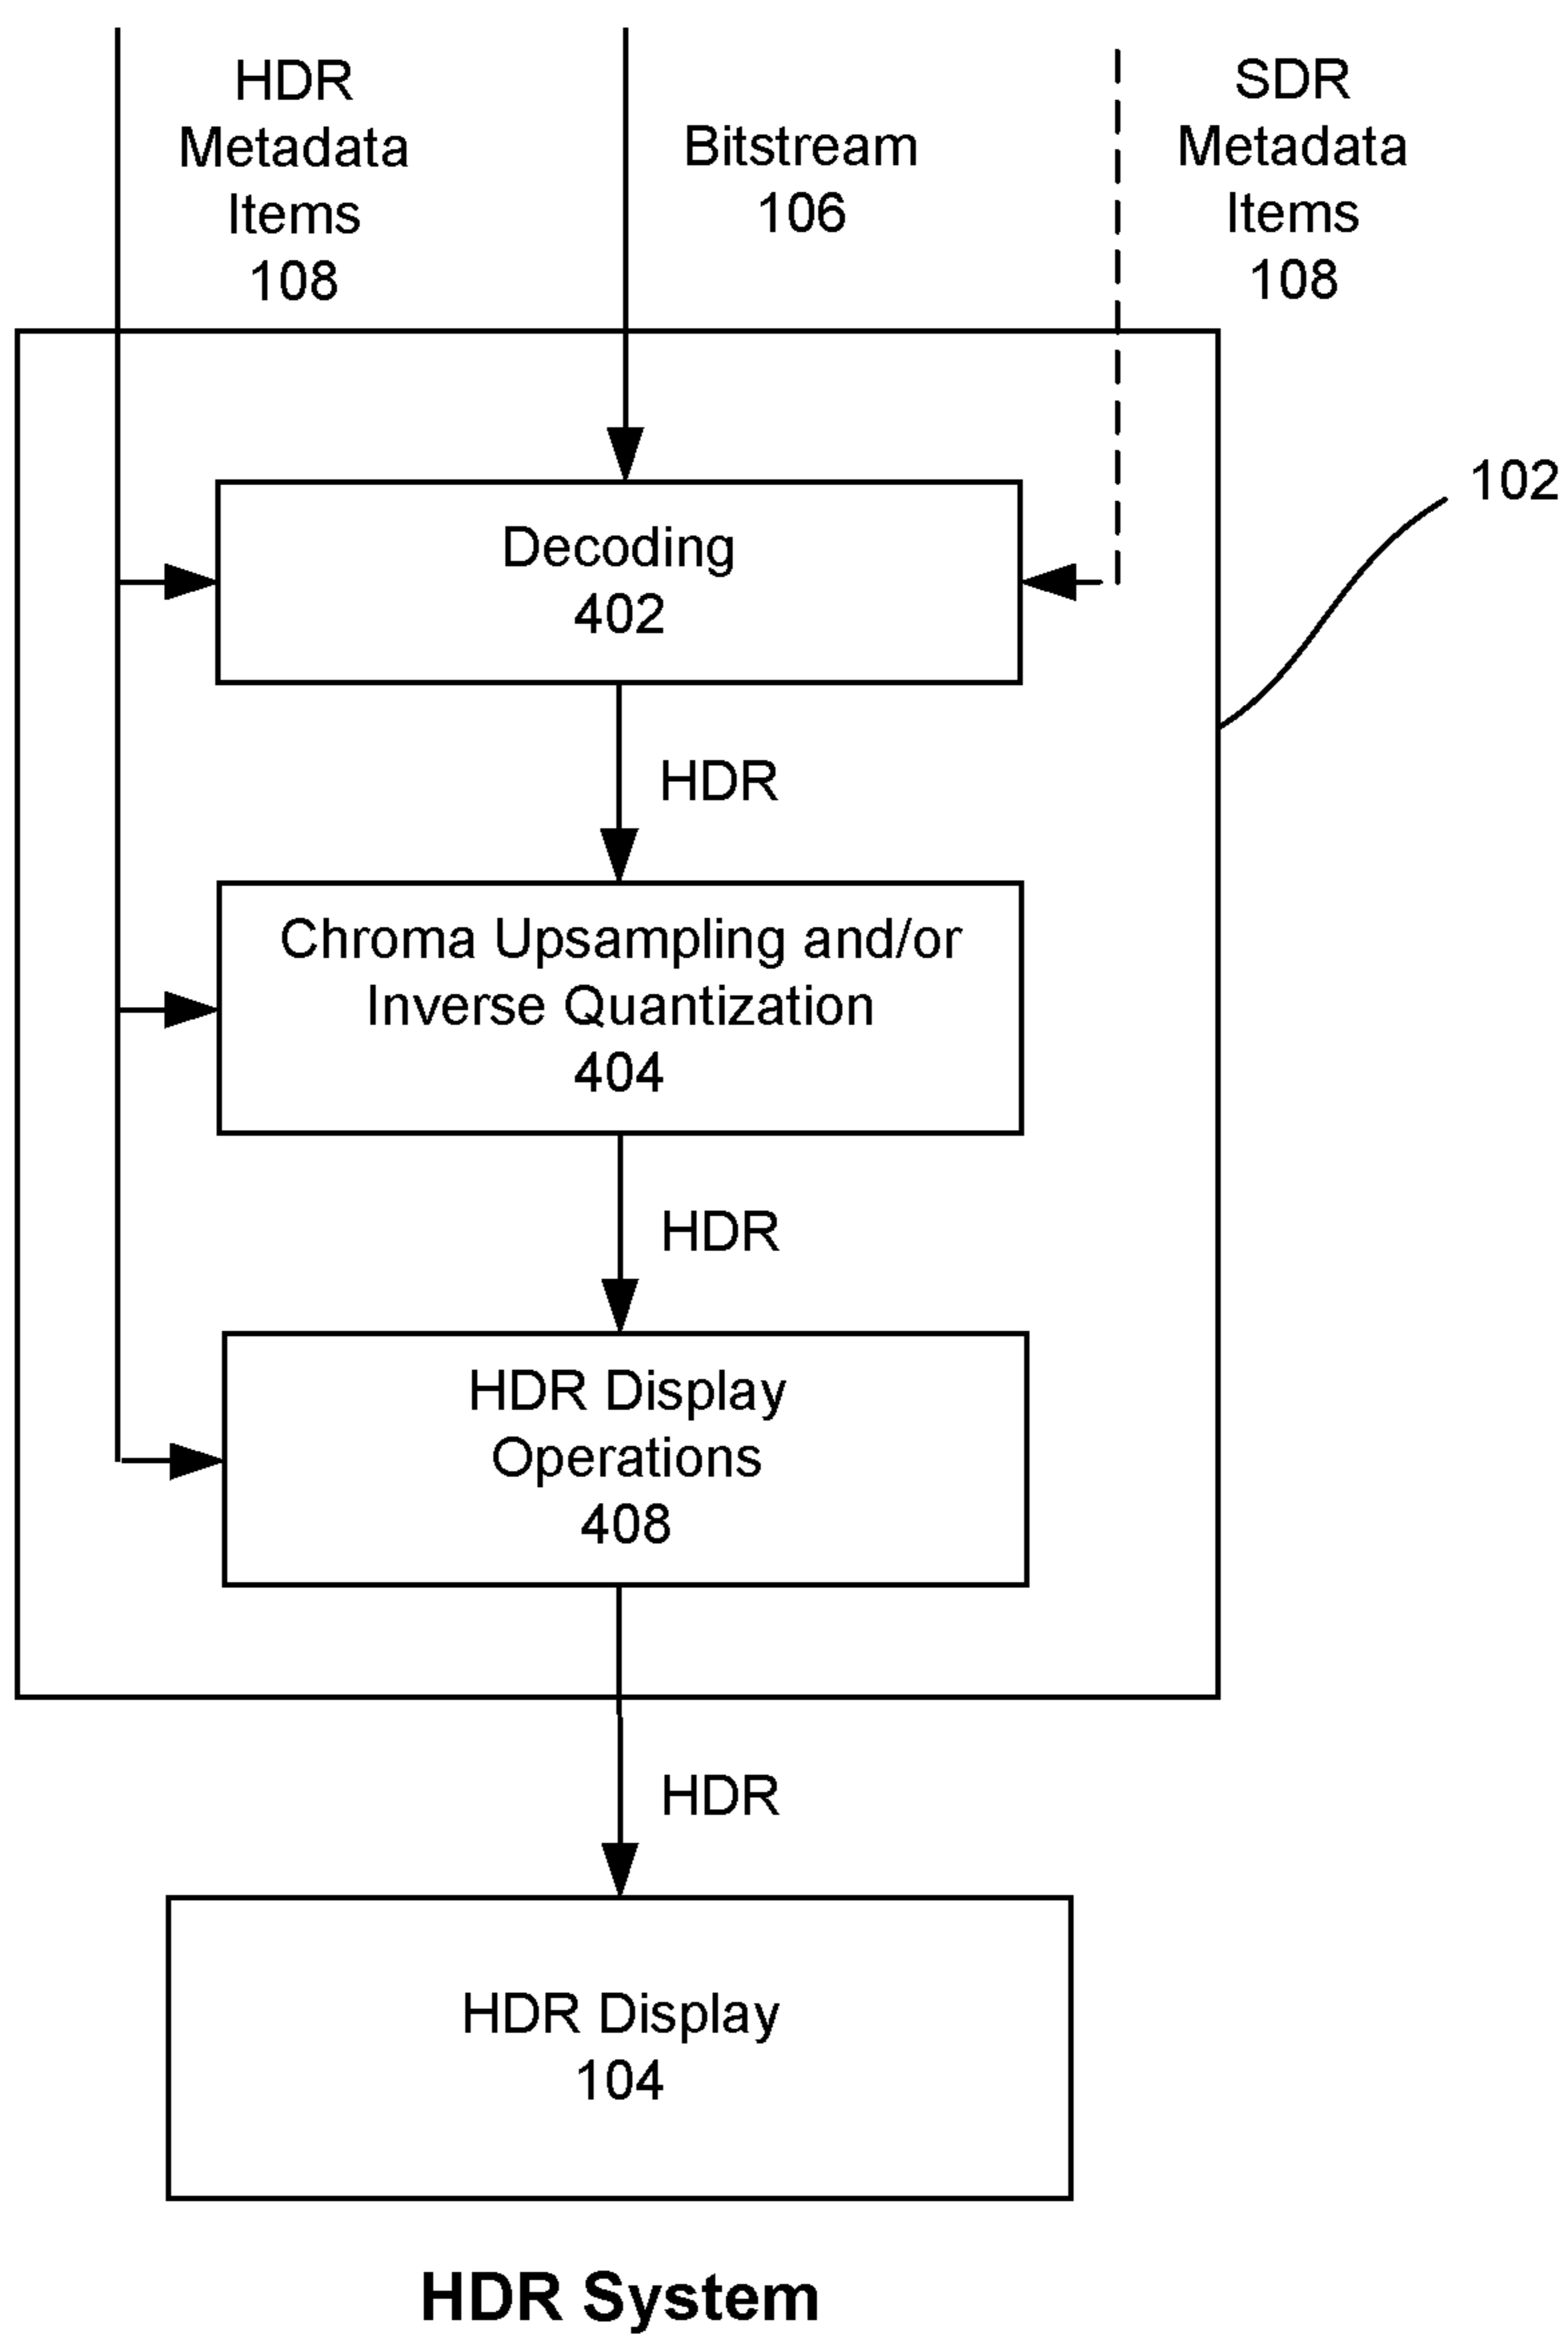 HDR
Metadata
Items
108
Bitstream
106
SDR
Metadata
Items
108
102
Decoding
402
HDR
Chroma Upsampling and/or
Inverse Quantization
404
HDR
HDR Display
Operations
408
HDR
HDR Display
104
HDR System